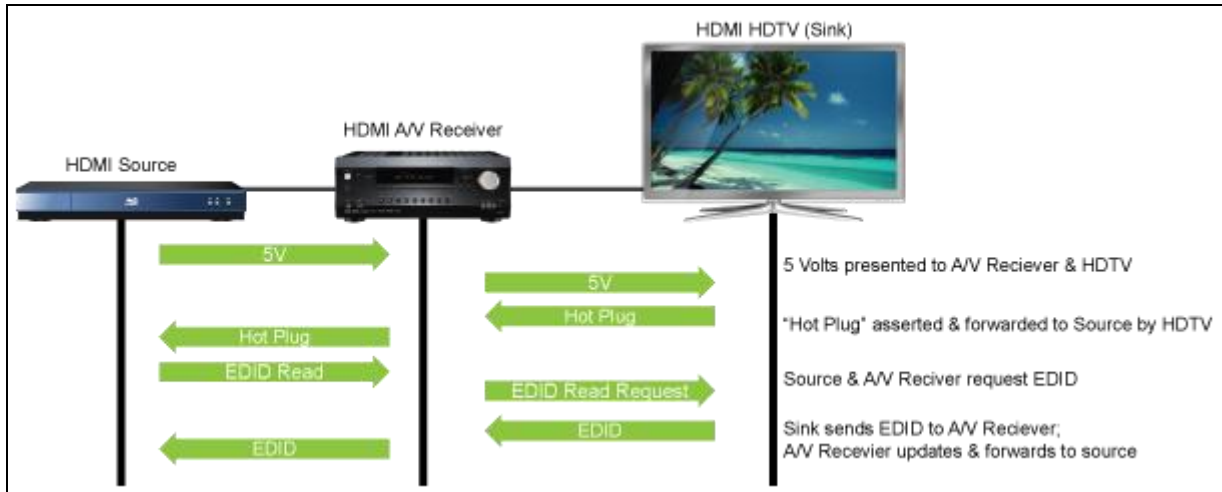 HDMI HDTV (Sink)
HDMI A/V Receiver
HDMI Source
5V
5 Volts presented to A/V Reciever & HDTV
5V
Hot Plug
"Hot Plug" asserted & forwarded to Source by HDTV
Hot Plug
EDID Read
Source & A/V Reciver request EDID
EDID Read Request
EDID
Sink sends EDID to A/V Reciever;
A/V Recevier updates & forwards to source
EDID